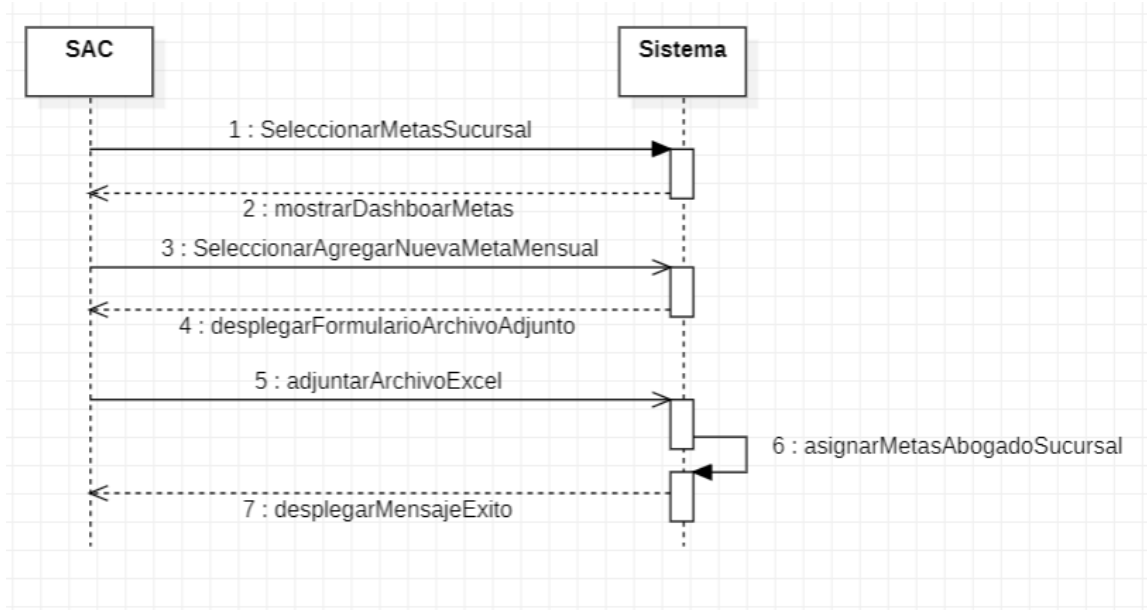 SAC
Sistema
1 : SeleccionarMetasSucursal
2 : mostrarDashboarMetas
3 : SeleccionarAgregarNuevaMetaMensual
4 : desplegarFormularioArchivoAdjunto
5 : adjuntarArchivoExcel
6 : asignarMetasAbogadoSucursal
7 : desplegarMensajeExito